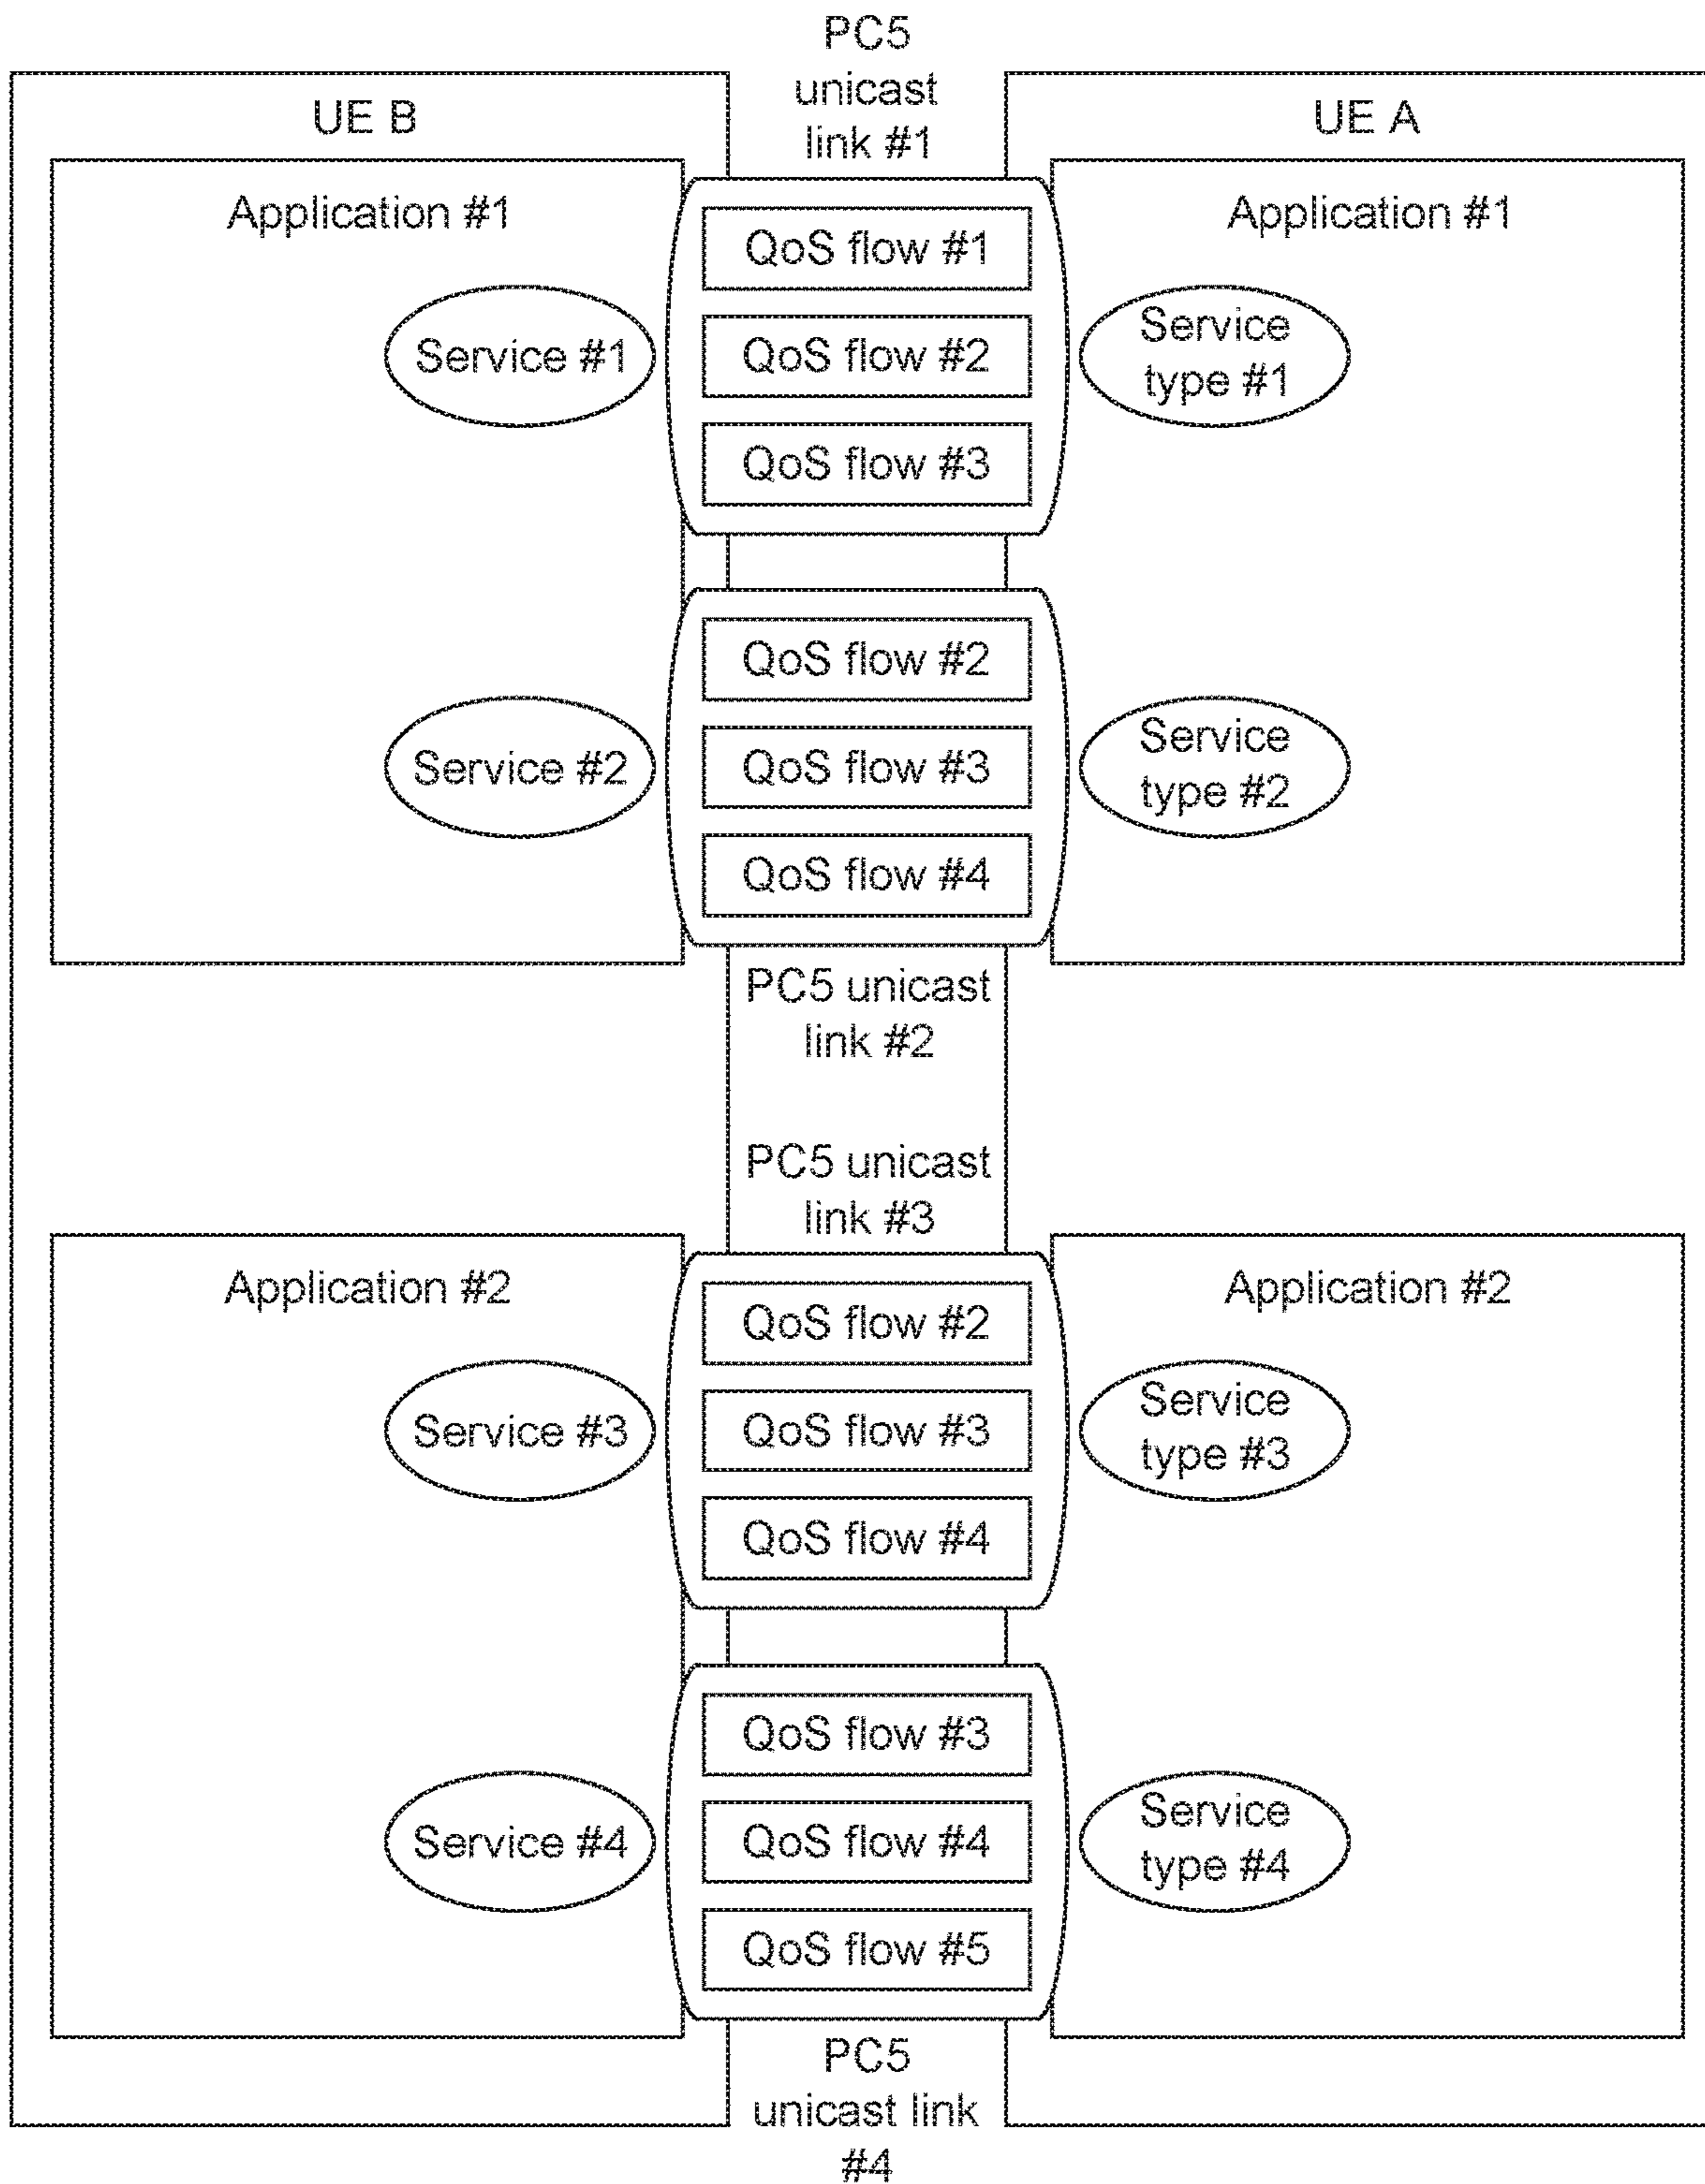 PC5
unicast
link #1
UE B
UE A
Application #1
Application #1
QoS flow #1
QoS flow #2
QoS flow #3
Service #1
Service
type #1
QoS flow #2
QoS flow #3
QoS flow #4
Service #2
Service
type #2
PC5 unicast
link #2
PC5 unicast
link #3
Application #2
Application #2
QoS flow #2
QoS flow #3
QoS flow #4
Service #3
Service
type #3
QoS flow #3
QoS flow #4
QoS flow #5
Service #4
Service
type #4
PC5
unicast link
#4